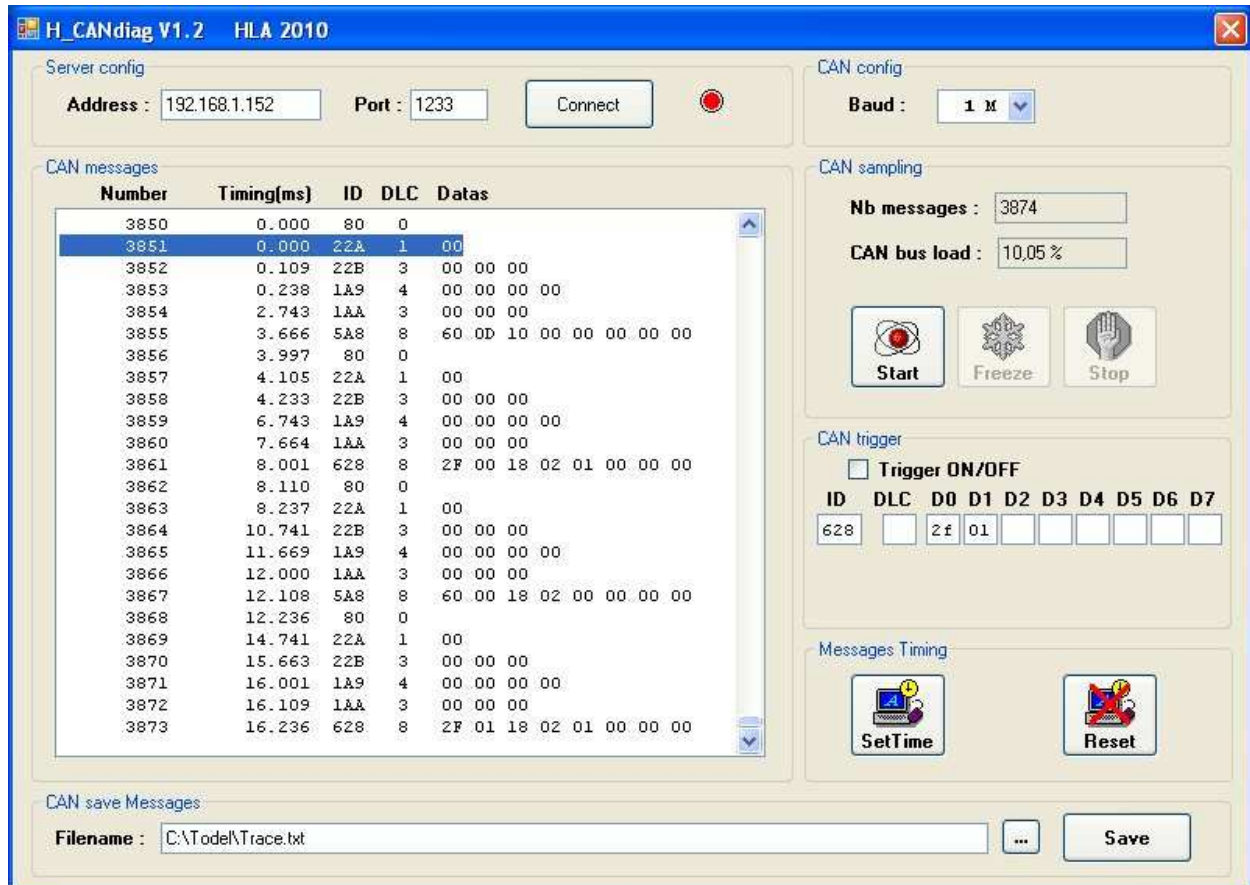 H_CANdiag V1.2 HLA 2010
Server config
Address : 192.168.1.152 Port : 1233 Connect
CAN config
Baud : 1 M
CAN messages
Number Timing(ms) ID DLC Datas
3850 0.000 80 0
3851 0.000 22A 1 00
3852 0.109 22B 3 00 00 00
3853 0.238 1A9 4 00 00 00 00
3854 2.743 1AA 3 00 00 00
3855 3.666 5A8 8 60 0D 10 00 00 00 00 00
3856 3.997 80 0
3857 4.105 22A 1 00
3858 4.233 22B 3 00 00 00
3859 6.743 1A9 4 00 00 00 00
3860 7.664 1AA 3 00 00 00
3861 8.001 628 8 2F 00 18 02 01 00 00 00
3862 8.110 80 0
3863 8.237 22A 1 00
3864 10.741 22B 3 00 00 00
3865 11.669 1A9 4 00 00 00 00
3866 12.000 1AA 3 00 00 00
3867 12.108 5A8 8 60 00 18 02 00 00 00 00
3868 12.236 80 0
3869 14.741 22A 1 00
3870 15.663 22B 3 00 00 00
3871 16.001 1A9 4 00 00 00 00
3872 16.109 1AA 3 00 00 00
3873 16.236 628 8 2F 01 18 02 01 00 00 00
CAN sampling
Nb messages : 3874
CAN bus load : 10,05 %
Start Freeze Stop
CAN trigger
Trigger ON/OFF
ID DLC D0 D1 D2 D3 D4 D5 D6 D7
628 2f 01
Messages Timing
SetTime Reset
CAN save Messages
Filename : C:\Todel\Trace.txt ... Save